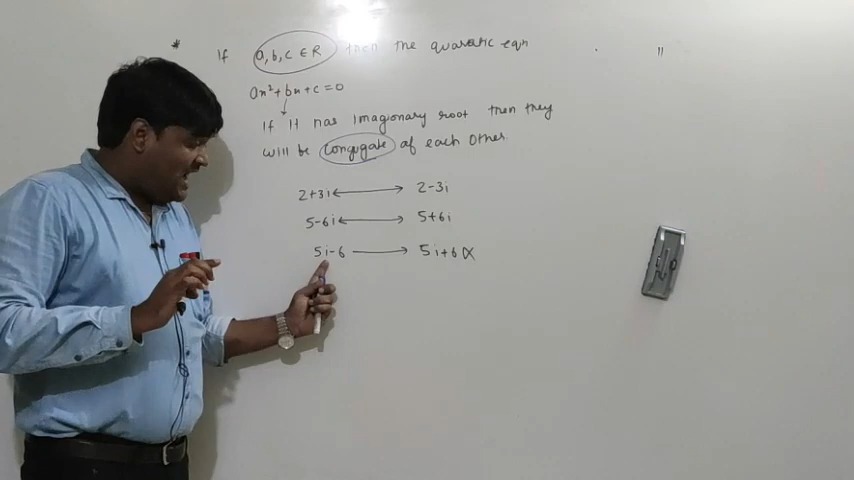 * If a, b, c ∈ R then the quadratic eqn "
ax²+bx+c=0
If It has imagionary root then they
will be conjugate of each other.
2+3i ⟷ 2-3i
5-6i ⟷ 5+6i
5i-6 ⟶ 5i+6 ×